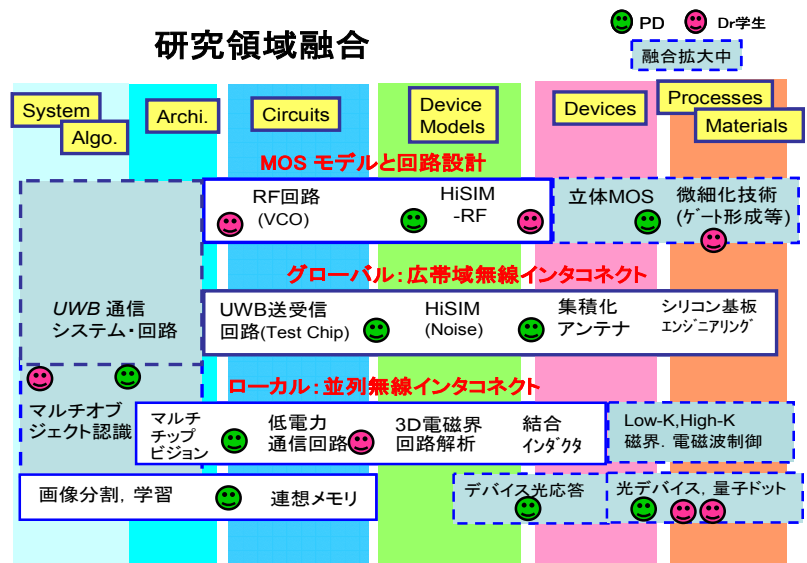 PD
Dr学生
研究領域融合
融合拡大中
System
Algo.
Archi.
Circuits
Device
Models
Devices
Processes
Materials
MOS モデルと回路設計
RF回路
(VCO)
HiSIM
-RF
立体MOS
微細化技術
(ｹﾞｰﾄ形成等)
グローバル：広帯域無線インタコネクト
UWB 通信
システム・回路
UWB送受信
回路(Test Chip)
HiSIM
(Noise)
集積化
アンテナ
シリコン基板
ｴﾝｼﾞﾆｱﾘﾝｸﾞ
ローカル：並列無線インタコネクト
マルチオブ
ジェクト認識
マルチ
チップ
ビジョン
低電力
通信回路
3D電磁界
回路解析
結合
ｲﾝﾀﾞｸﾀ
Low-K,High-K
磁界．電磁波制御
画像分割，学習
連想メモリ
デバイス光応答
光デバイス，量子ドット